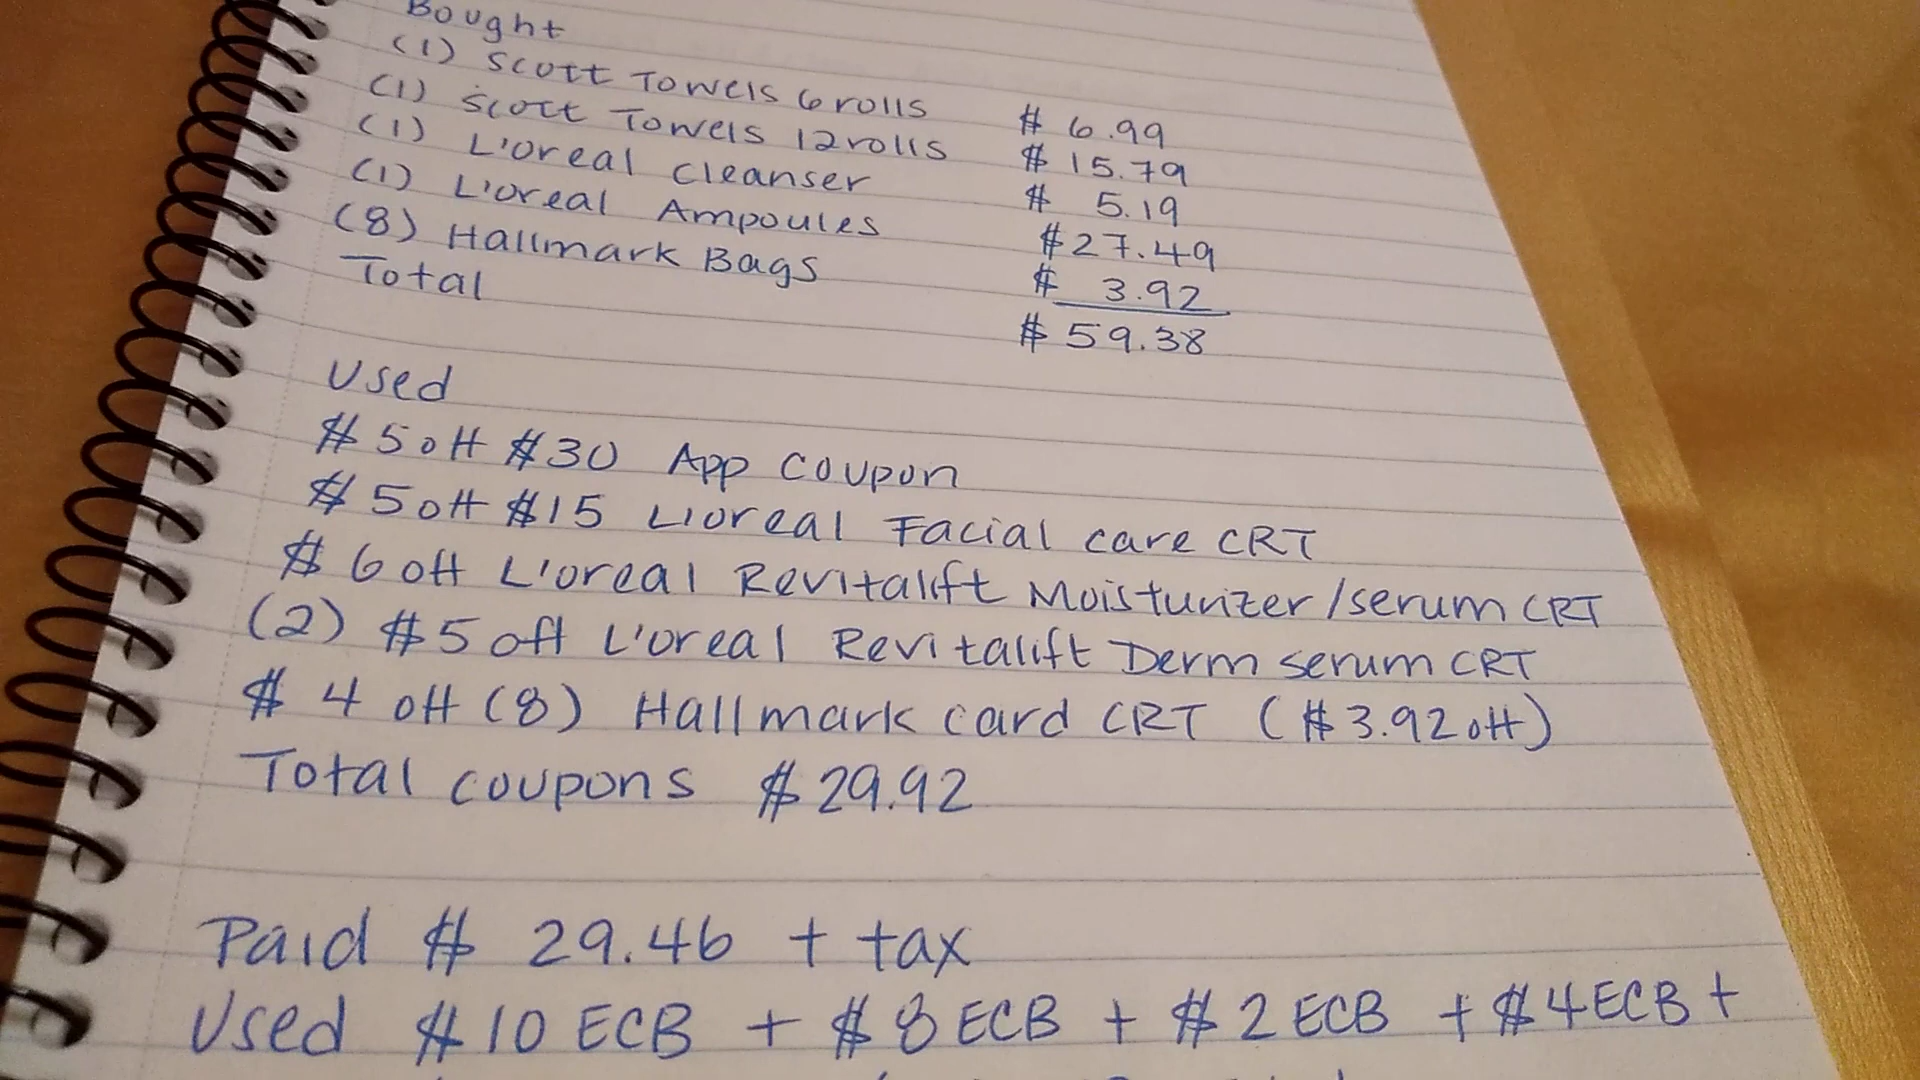 Bought
(1) Scott Towels 6 rolls $ 6.99
(1) Scott Towels 12 rolls $ 15.79
(1) L'oreal cleanser $ 5.19
(1) L'oreal Ampoules $27.49
(8) Hallmark Bags $ 3.92
Total $ 59.38
Used
$ 5 off $30 App coupon
$ 5 off $15 L'oreal Facial care CRT
$ 6 off L'oreal Revitalift Moisturizer/serum CRT
(2) $5 off L'oreal Revitalift Derm serum CRT
$ 4 off (8) Hallmark card CRT ($3.92 off)
Total coupons $29.92
Paid $ 29.46 + tax
Used $10 ECB + $8 ECB + $2 ECB + $4 ECB +